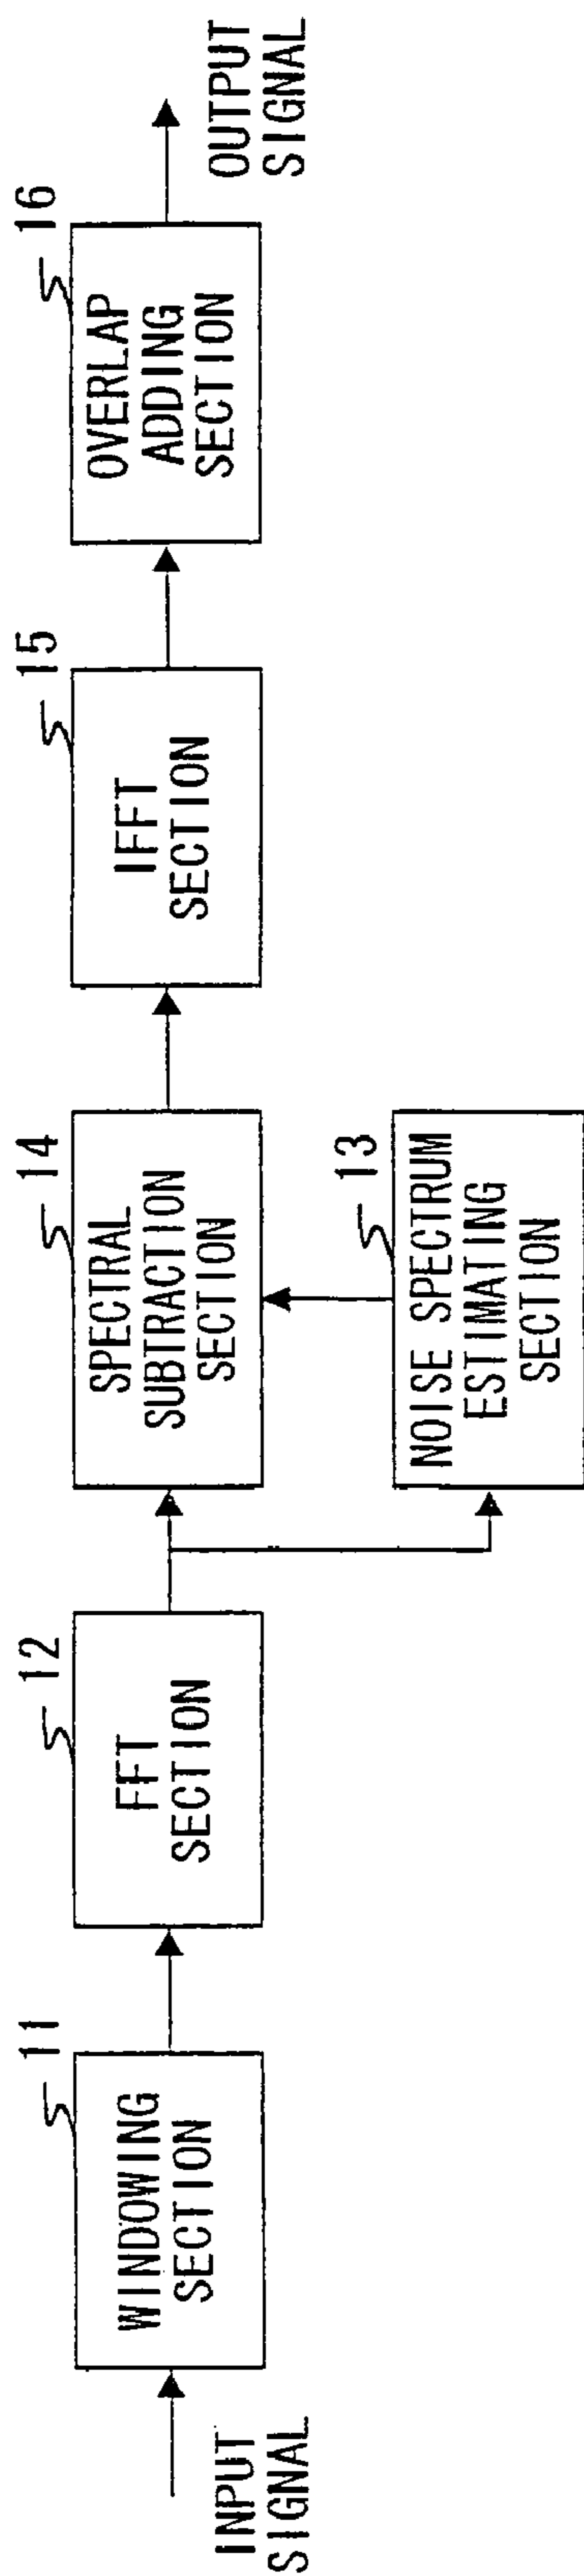 INPUT
SIGNAL
11
WINDOWING
SECTION
12
FFT
SECTION
14
SPECTRAL
SUBTRACTION
SECTION
13
NOISE SPECTRUM
ESTIMATING
SECTION
15
IFFT
SECTION
16
OVERLAP
ADDING
SECTION
OUTPUT
SIGNAL